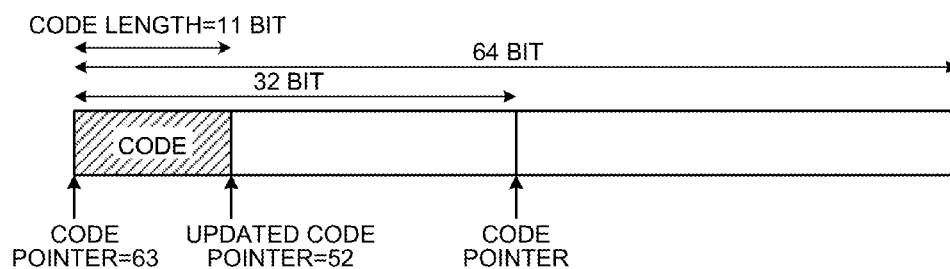 CODE LENGTH=11 BIT
64 BIT
32 BIT
CODE
CODE
POINTER=63
UPDATED CODE
POINTER=52
CODE
POINTER